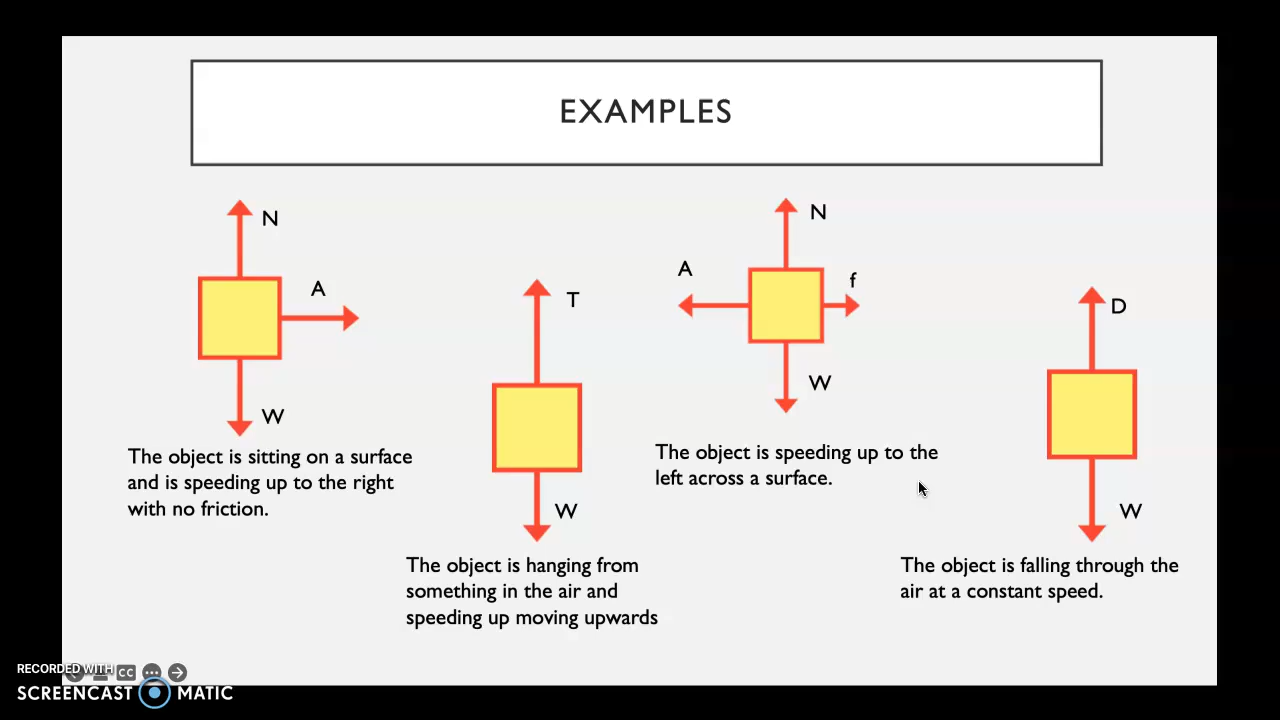 EXAMPLES
N
A
W
The object is sitting on a surface
and is speeding up to the right
with no friction.
T
W
The object is hanging from
something in the air and
speeding up moving upwards
N
A
f
W
The object is speeding up to the
left across a surface.
D
W
The object is falling through the
air at a constant speed.
RECORDED WITH
CC
SCREENCAST MATIC